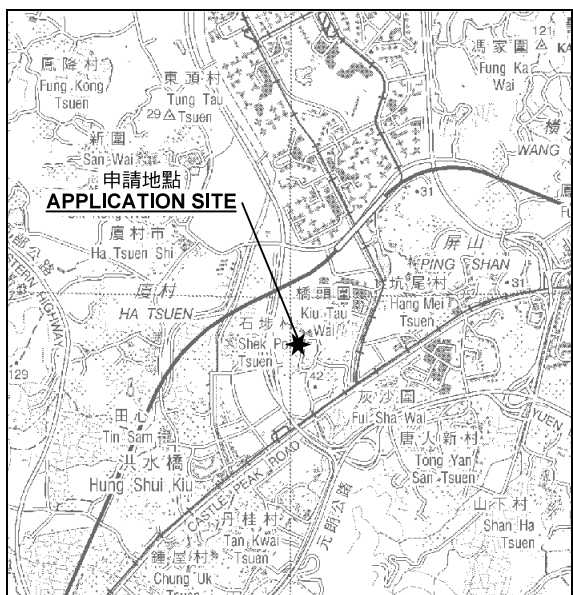 鳳降村
Fung Kong
Tsuen
東頭村
Tung Tau
Tsuen
29
121
馮家圍
Fung Ka
Wai
新圍
San Wai
申請地點
APPLICATION SITE
廈村市
Ha Tsuen Shi
WANG
31
屏山
PING SHAN
廈村
HA TSUEN
橋頭圍
Kiu Tau
Wai
坑尾村
Hang Mei
Tsuen
31
石埗村
Shek Po
Tsuen
42
129
灰沙圍
Fui Sha Wai
田心
Tin Sam
洪水橋
Hung Shui Kiu
CASTLE PEAK ROAD
唐人新村
Tong Yan
San Tsuen
YUEN
丹桂村
Tan Kwai
Tsuen
元朗公路
山下村
Shan Ha
Tsuen
鍾屋村
Chung Uk